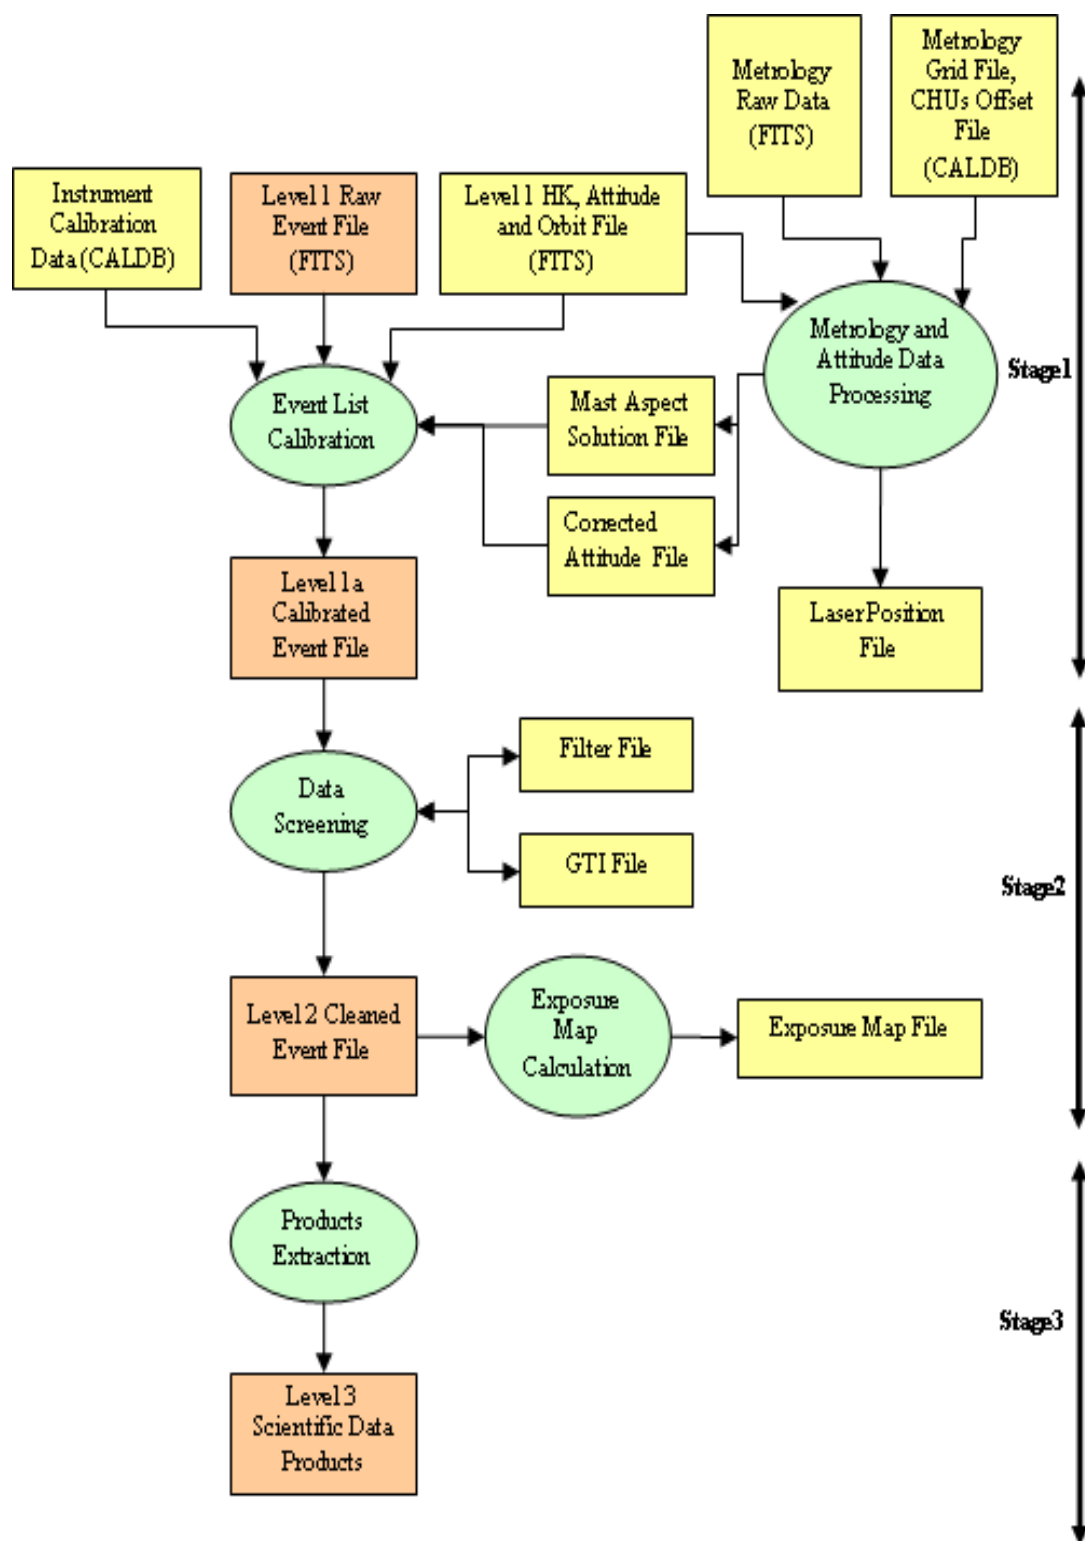 Metrology
Raw Data
(FITS)
Metrology
Grid File,
CHUs Offset
File
(CALDB)
Instrument
Calibration
Data (CALDB)
Level 1 Raw
Event File
(FITS)
Level 1 HK, Attitude
and Orbit File
(FITS)
Metrology and
Attitude Data
Processing
Stage1
Event List
Calibration
Mast Aspect
Solution File
Corrected
Attitude File
Level 1a
Calibrated
Event File
Laser Position
File
Data
Screening
Filter File
GTI File
Stage2
Level 2 Cleaned
Event File
Exposure
Map
Calculation
Exposure Map File
Products
Extraction
Stage3
Level 3
Scientific Data
Products